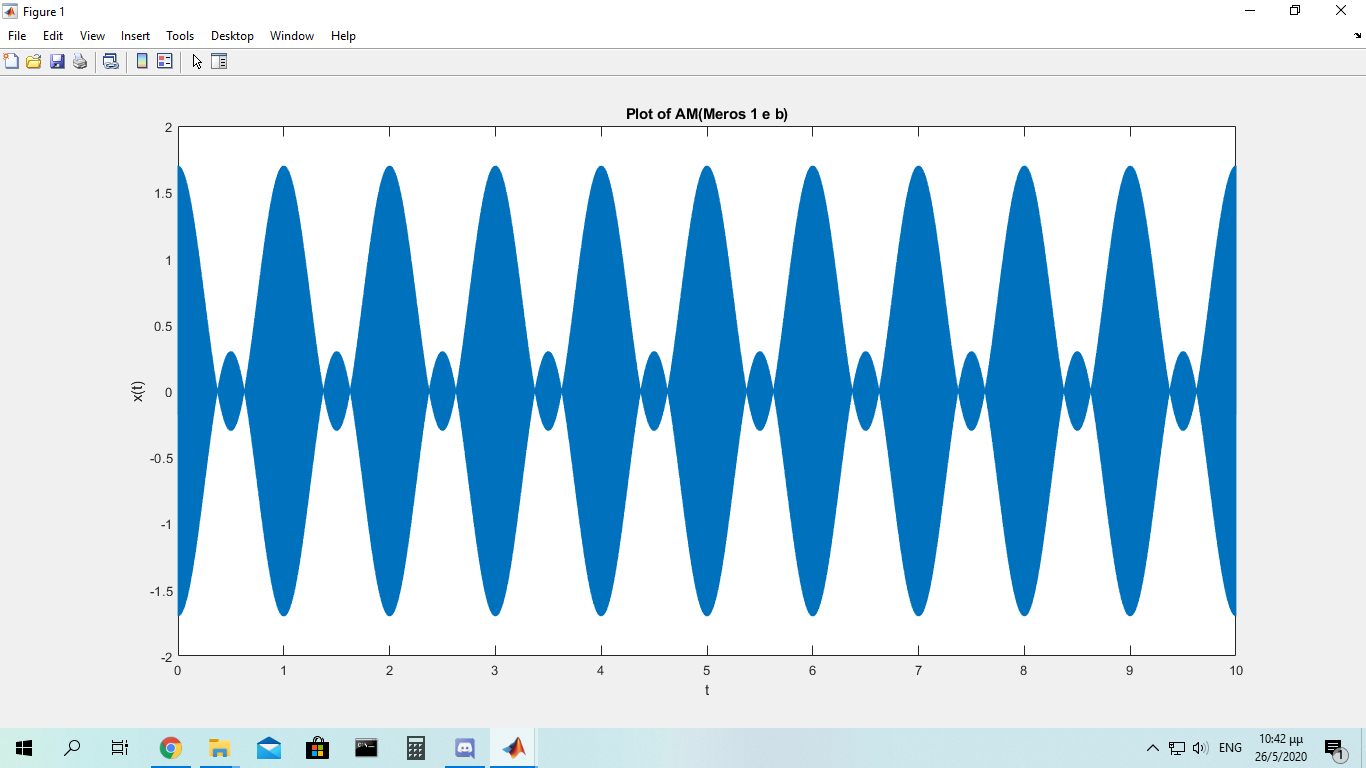 Figure 1
File Edit View Insert Tools Desktop Window Help
Plot of AM(Meros 1 e b)
2
1.5
1
0.5
0
-0.5
-1
-1.5
-2
x(t)
0 1 2 3 4 5 6 7 8 9 10
t
ENG
10:42 μμ
26/5/2020
1